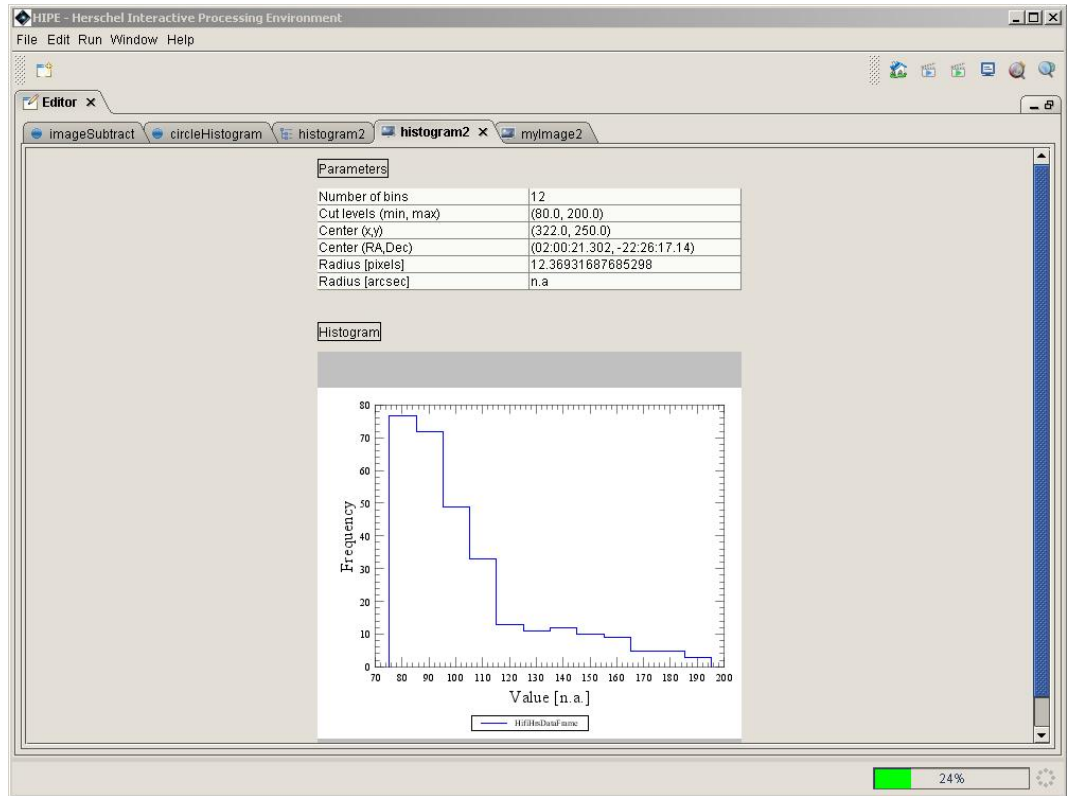 HIPE - Herschel Interactive Processing Environment
File Edit Run Window Help
Editor
imageSubtract circleHistogram histogram2 histogram2 myImage2
Parameters
Number of bins 12
Cut levels (min, max) (80.0, 200.0)
Center (x,y) (322.0, 250.0)
Center (RA,Dec) (02:00:21.302, -22:26:17.14)
Radius [pixels] 12.36931687685298
Radius [arcsec] n.a
Histogram
80
70
60
50
40
30
20
10
0
Frequency
70 80 90 100 110 120 130 140 150 160 170 180 190 200
Value [n.a.]
HifiHrsDataFrame
24%